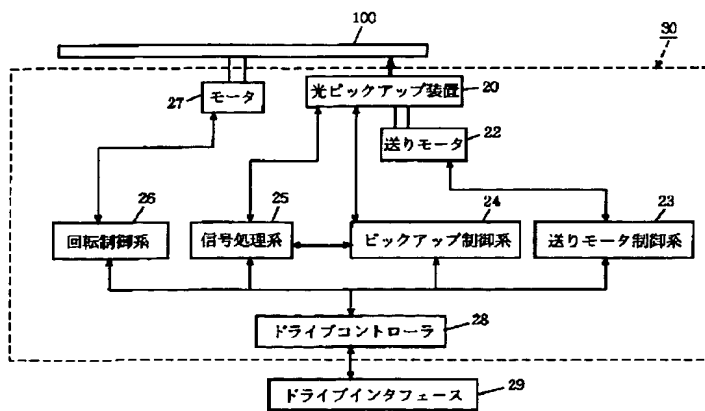 100
30
光ピックアップ装置
20
27
モータ
22
送りモータ
26
回転制御系
25
信号処理系
24
ピックアップ制御系
23
送りモータ制御系
ドライブコントローラ
28
ドライブインタフェース
29